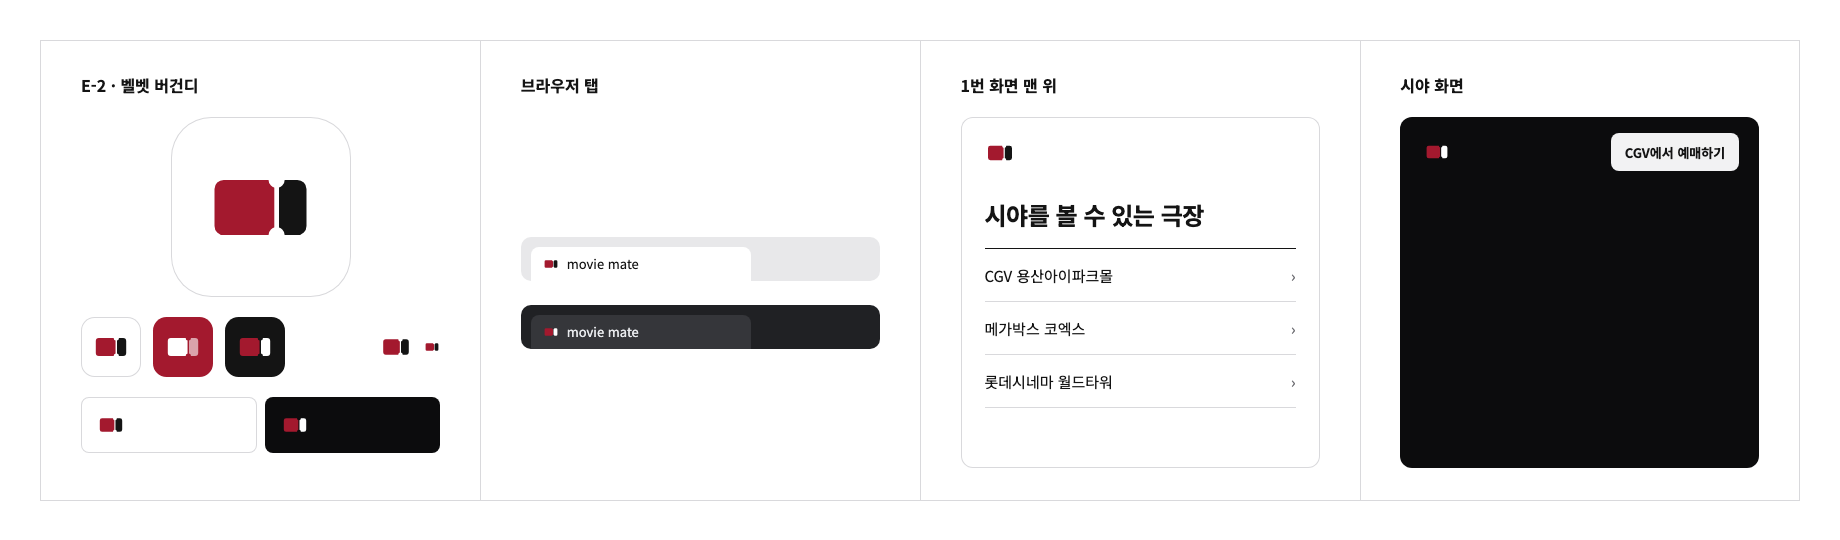 E-2 · 벨벳 버건디
브라우저 탭
movie mate
movie mate
1번 화면 맨 위
시야를 볼 수 있는 극장
CGV 용산아이파크몰 ›
메가박스 코엑스 ›
롯데시네마 월드타워 ›
시야 화면
CGV에서 예매하기